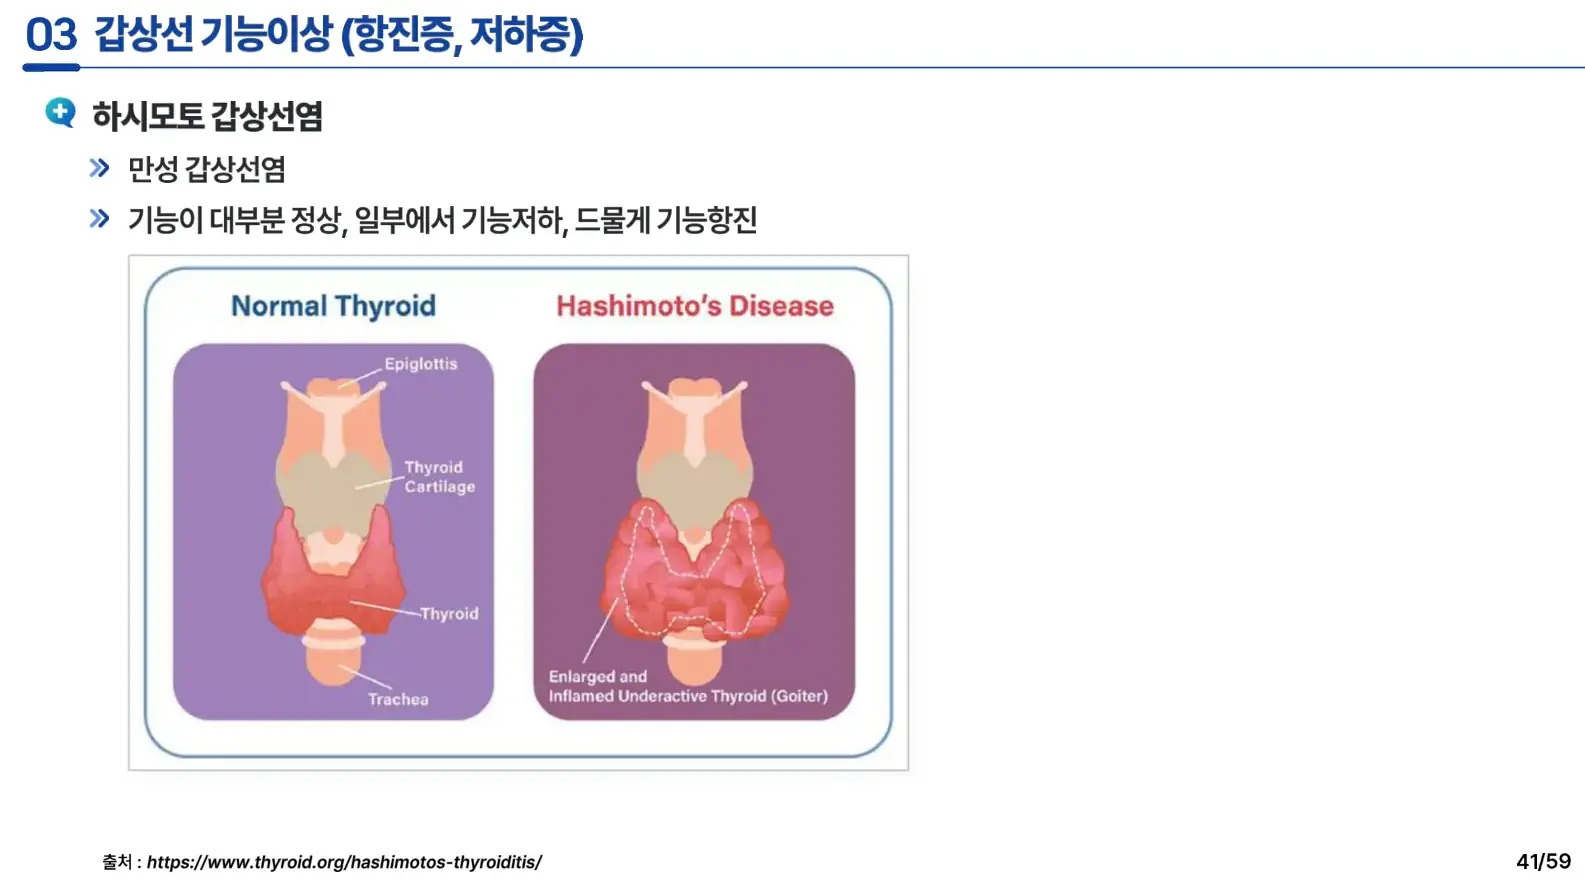 03 갑상선 기능이상 (항진증, 저하증)
하시모토 갑상선염
만성 갑상선염
기능이 대부분 정상, 일부에서 기능저하, 드물게 기능항진
Normal Thyroid
Epiglottis
Thyroid
Cartilage
Thyroid
Trachea
Hashimoto's Disease
Enlarged and
Inflamed Underactive Thyroid (Goiter)
출처 : https://www.thyroid.org/hashimotos-thyroiditis/
41/59